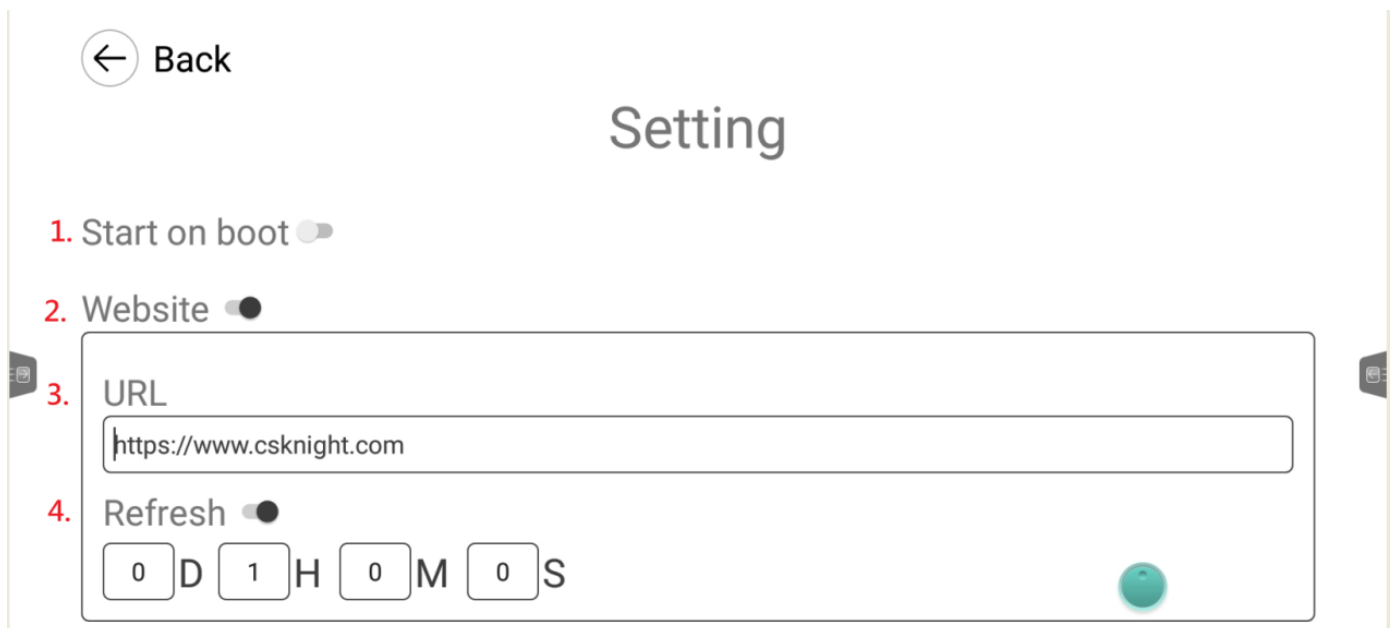 Back
Setting
1. Start on boot
2. Website
3. URL
https://www.csknight.com
4. Refresh
0 D 1 H 0 M 0 S